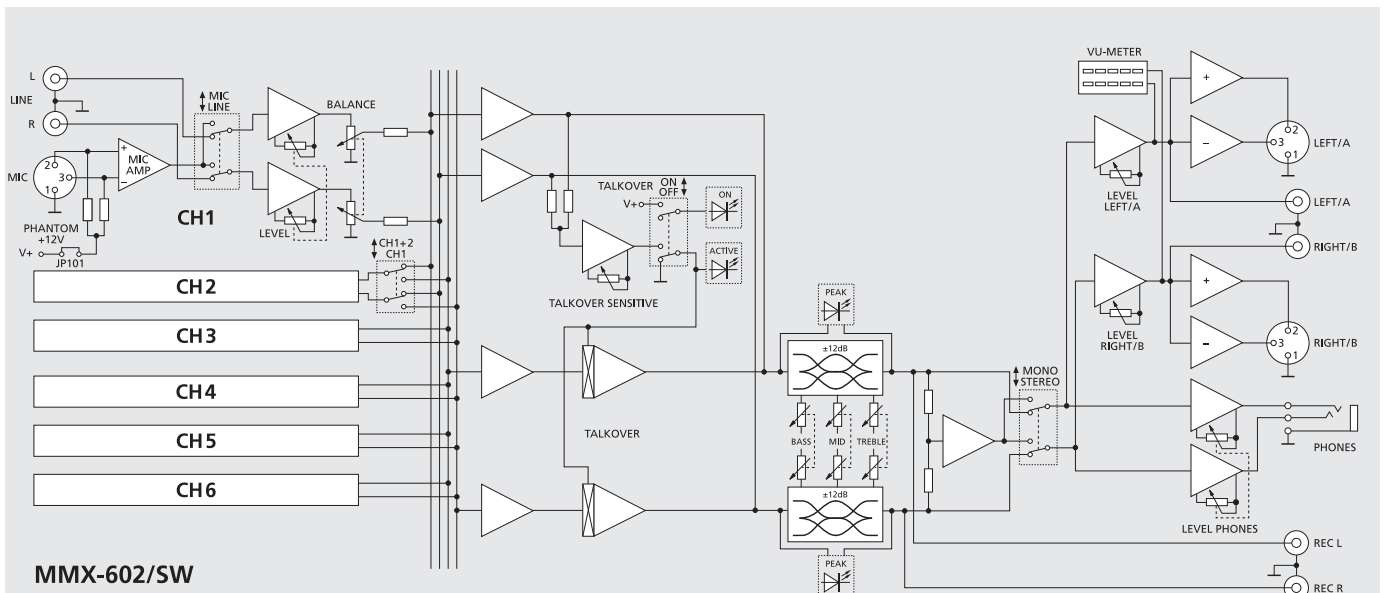 VU-METER
L
LINE
R
MIC
LINE
BALANCE
+
+
2
3
1
LEFT/A
MIC
2
3
1
+
−
MIC
AMP
−
LEVEL
LEFT/A
CH1
LEVEL
TALKOVER
ON
OFF
V+
ON
LEFT/A
PHANTOM
+12V
V+
JP101
CH1+2
CH1
ACTIVE
RIGHT/B
CH2
TALKOVER SENSITIVE
PEAK
+
2
3
1
RIGHT/B
−
LEVEL
RIGHT/B
CH3
±12dB
MONO
STEREO
CH4
CH5
TALKOVER
BASS
MID
TREBLE
PHONES
CH6
±12dB
LEVEL PHONES
REC L
PEAK
MMX-602/SW
REC R